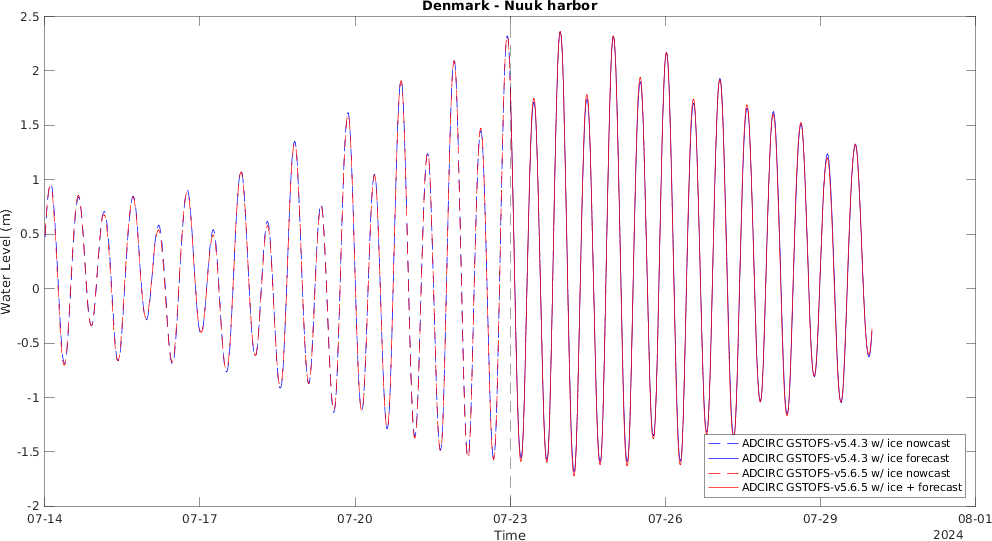 Denmark - Nuuk harbor
2.5
2
1.5
1
0.5
0
-0.5
-1
-1.5
-2
Water Level (m)
07-14 07-17 07-20 07-23 07-26 07-29 08-01
Time
2024
ADCIRC GSTOFS-v5.4.3 w/ ice nowcast
ADCIRC GSTOFS-v5.4.3 w/ ice forecast
ADCIRC GSTOFS-v5.6.5 w/ ice nowcast
ADCIRC GSTOFS-v5.6.5 w/ ice + forecast